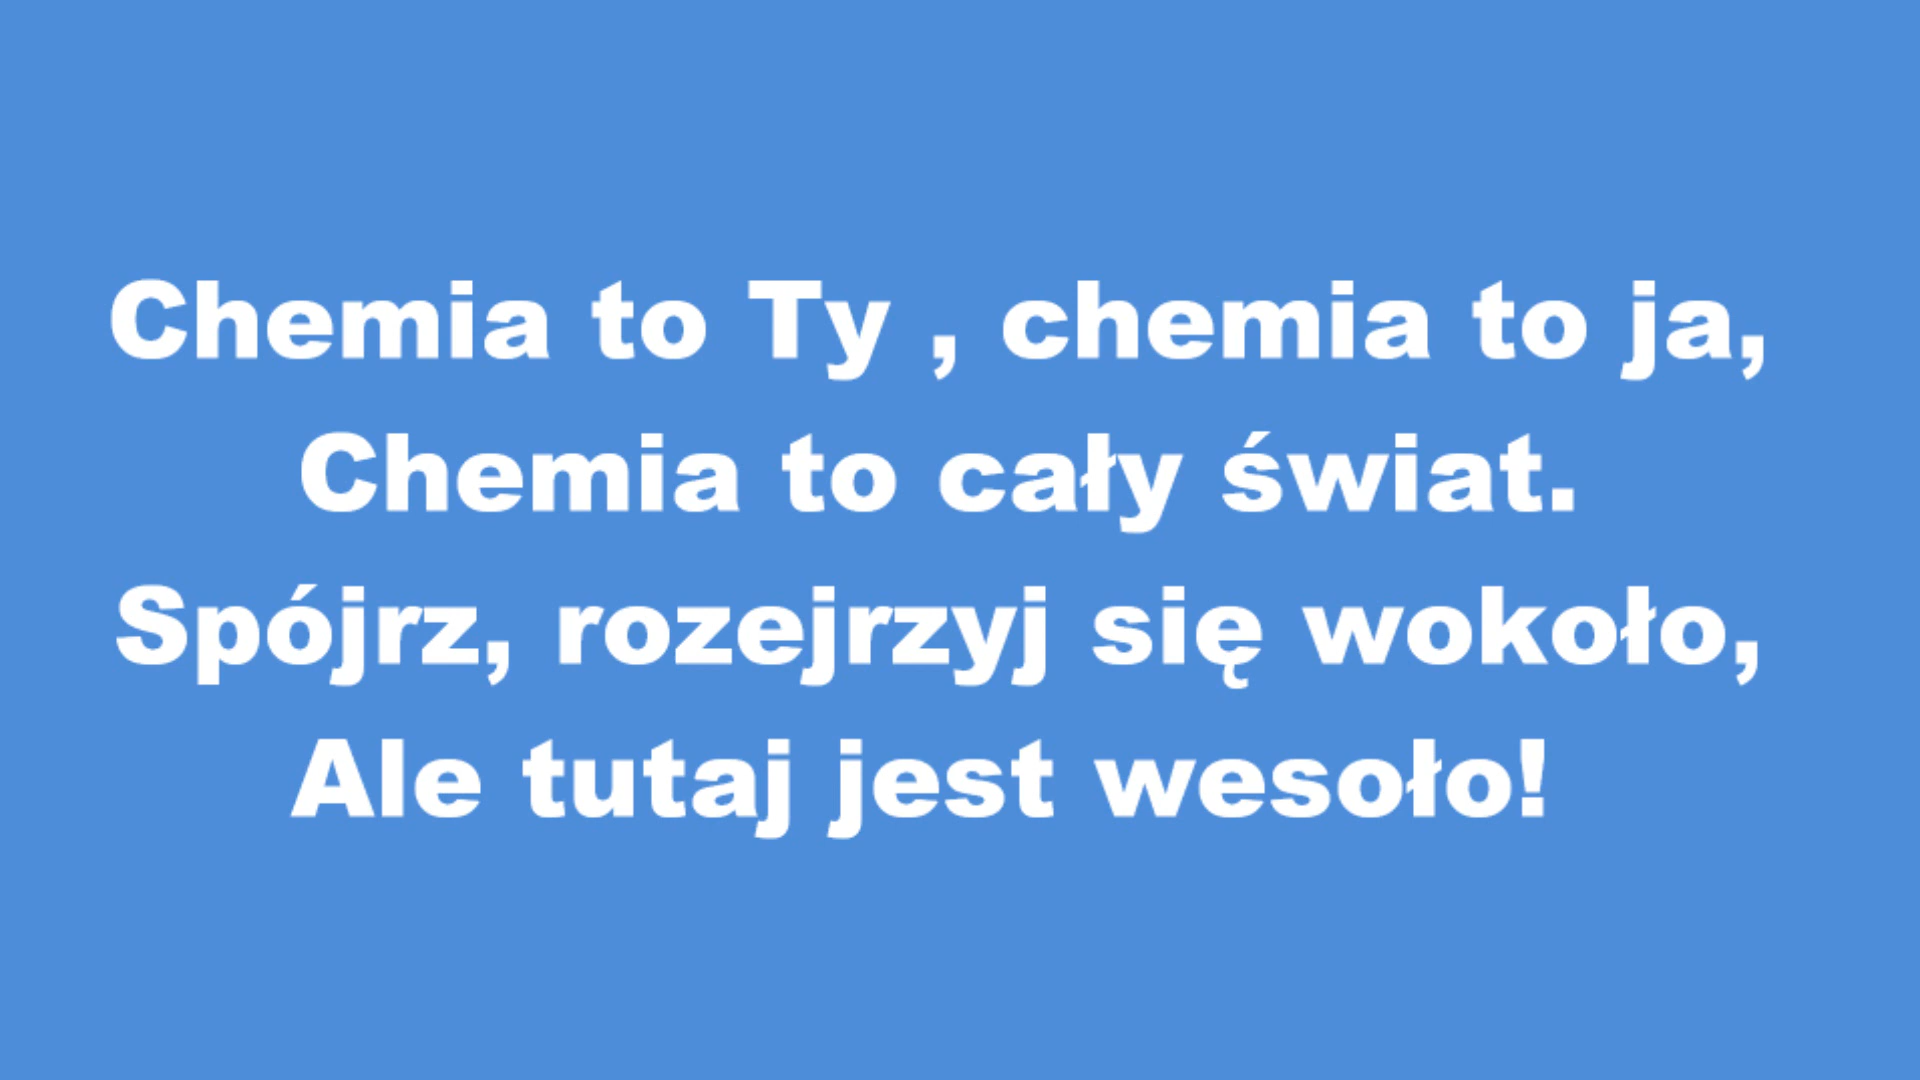 Chemia to Ty , chemia to ja,
Chemia to cały świat.
Spójrz, rozejrzyj się wokoło,
Ale tutaj jest wesoło!